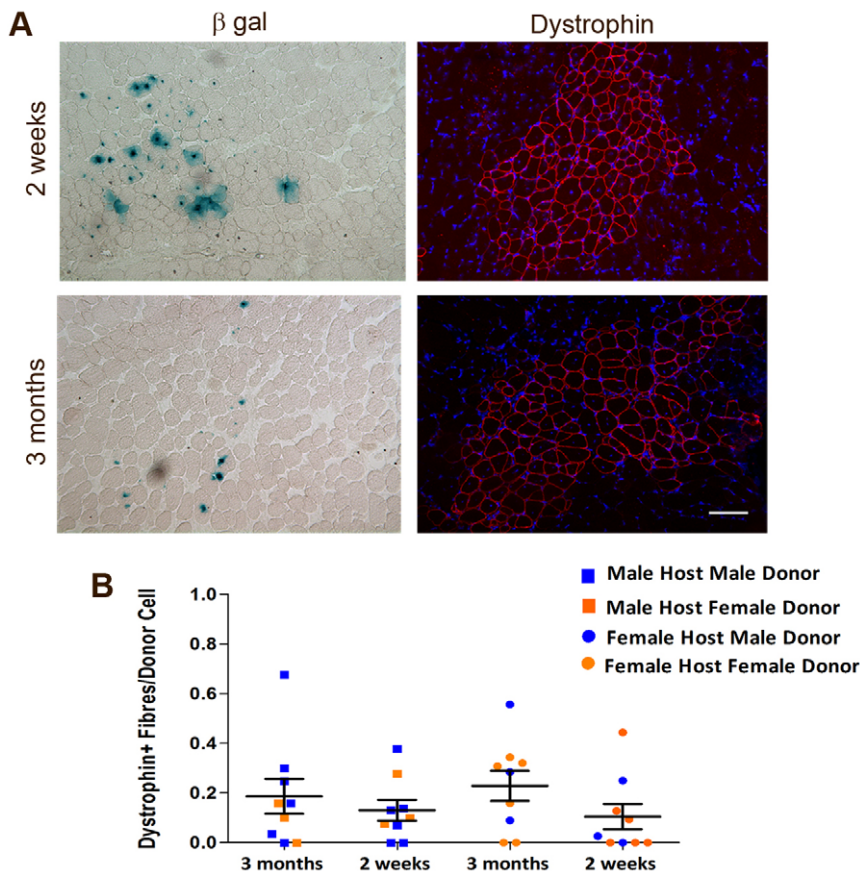 A
β gal
Dystrophin
2 weeks
3 months
B
Dystrophin+ Fibres/Donor Cell
1.0
0.8
0.6
0.4
0.2
0.0
3 months
2 weeks
3 months
2 weeks
Male Host Male Donor
Male Host Female Donor
Female Host Male Donor
Female Host Female Donor